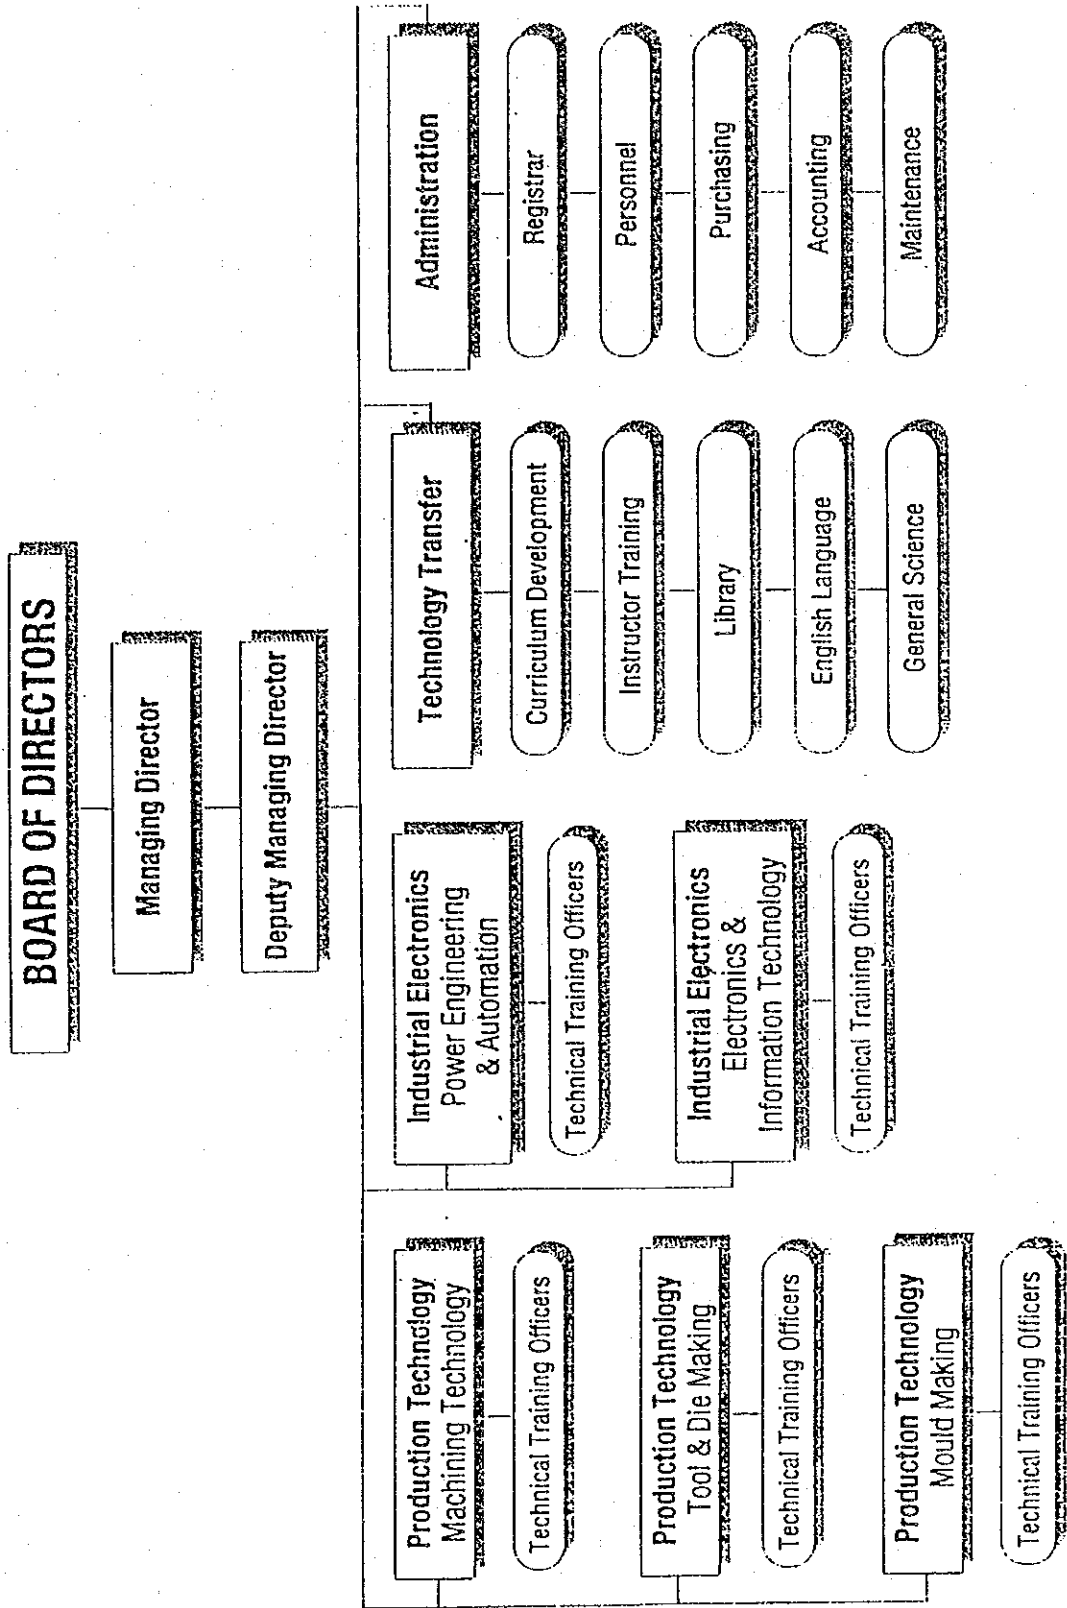 BOARD OF DIRECTORS
Managing Director
Deputy Managing Director
Production Technology
Machining Technology
Technical Training Officers
Production Technology
Tool & Die Making
Technical Training Officers
Production Technology
Mould Making
Technical Training Officers
Industrial Electronics
Power Engineering
& Automation
Technical Training Officers
Industrial Electronics
Electronics &
Information Technology
Technical Training Officers
Technology Transfer
Curriculum Development
Instructor Training
Library
English Language
General Science
Administration
Registrar
Personnel
Purchasing
Accounting
Maintenance